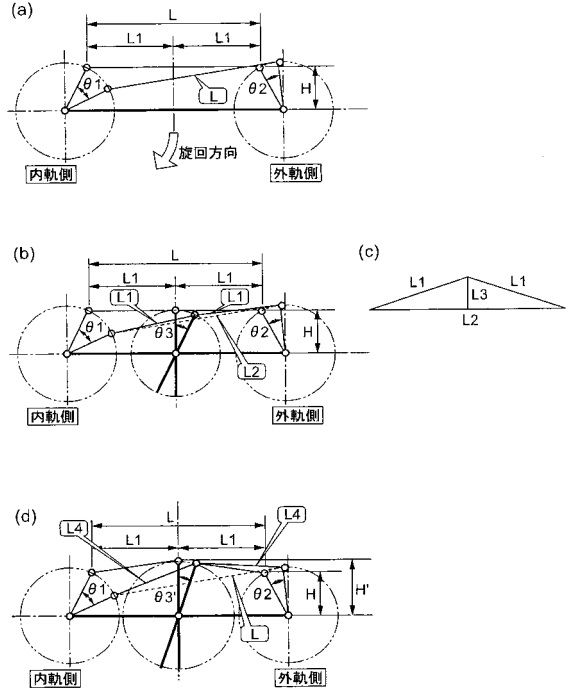 (a)
L
L1 L1
θ1 L θ2 H
旋回方向
内軌側 外軌側
(b) (c)
L
L1 L1
L1 L1
θ1 θ3 θ2 H
L2
内軌側 外軌側
L1 L1
L3
L2
(d)
L4 L L4
L1 L1
θ1 θ3' θ2 H H'
L
内軌側 外軌側